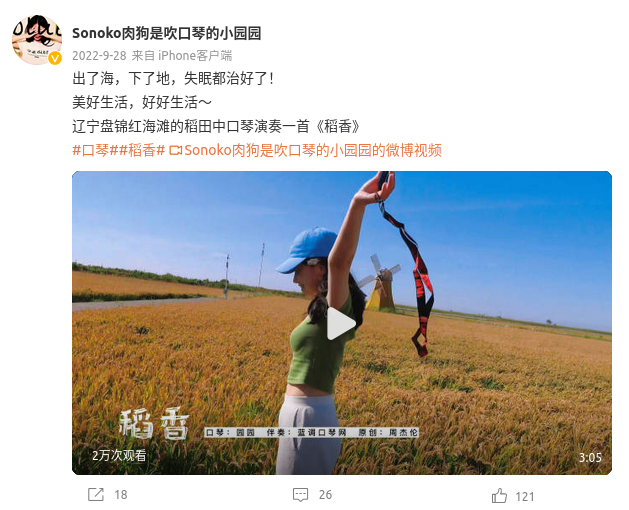 Sonoko肉狗是吹口琴的小园园
2022-9-28 来自 iPhone客户端
出了海，下了地，失眠都治好了！
美好生活，好好生活～
辽宁盘锦红海滩的稻田中口琴演奏一首《稻香》
#口琴##稻香# Sonoko肉狗是吹口琴的小园园的微博视频
稻香
口琴：园园 伴奏：蓝调口琴网 原创：周杰伦
2万次观看
3:05
18
26
121